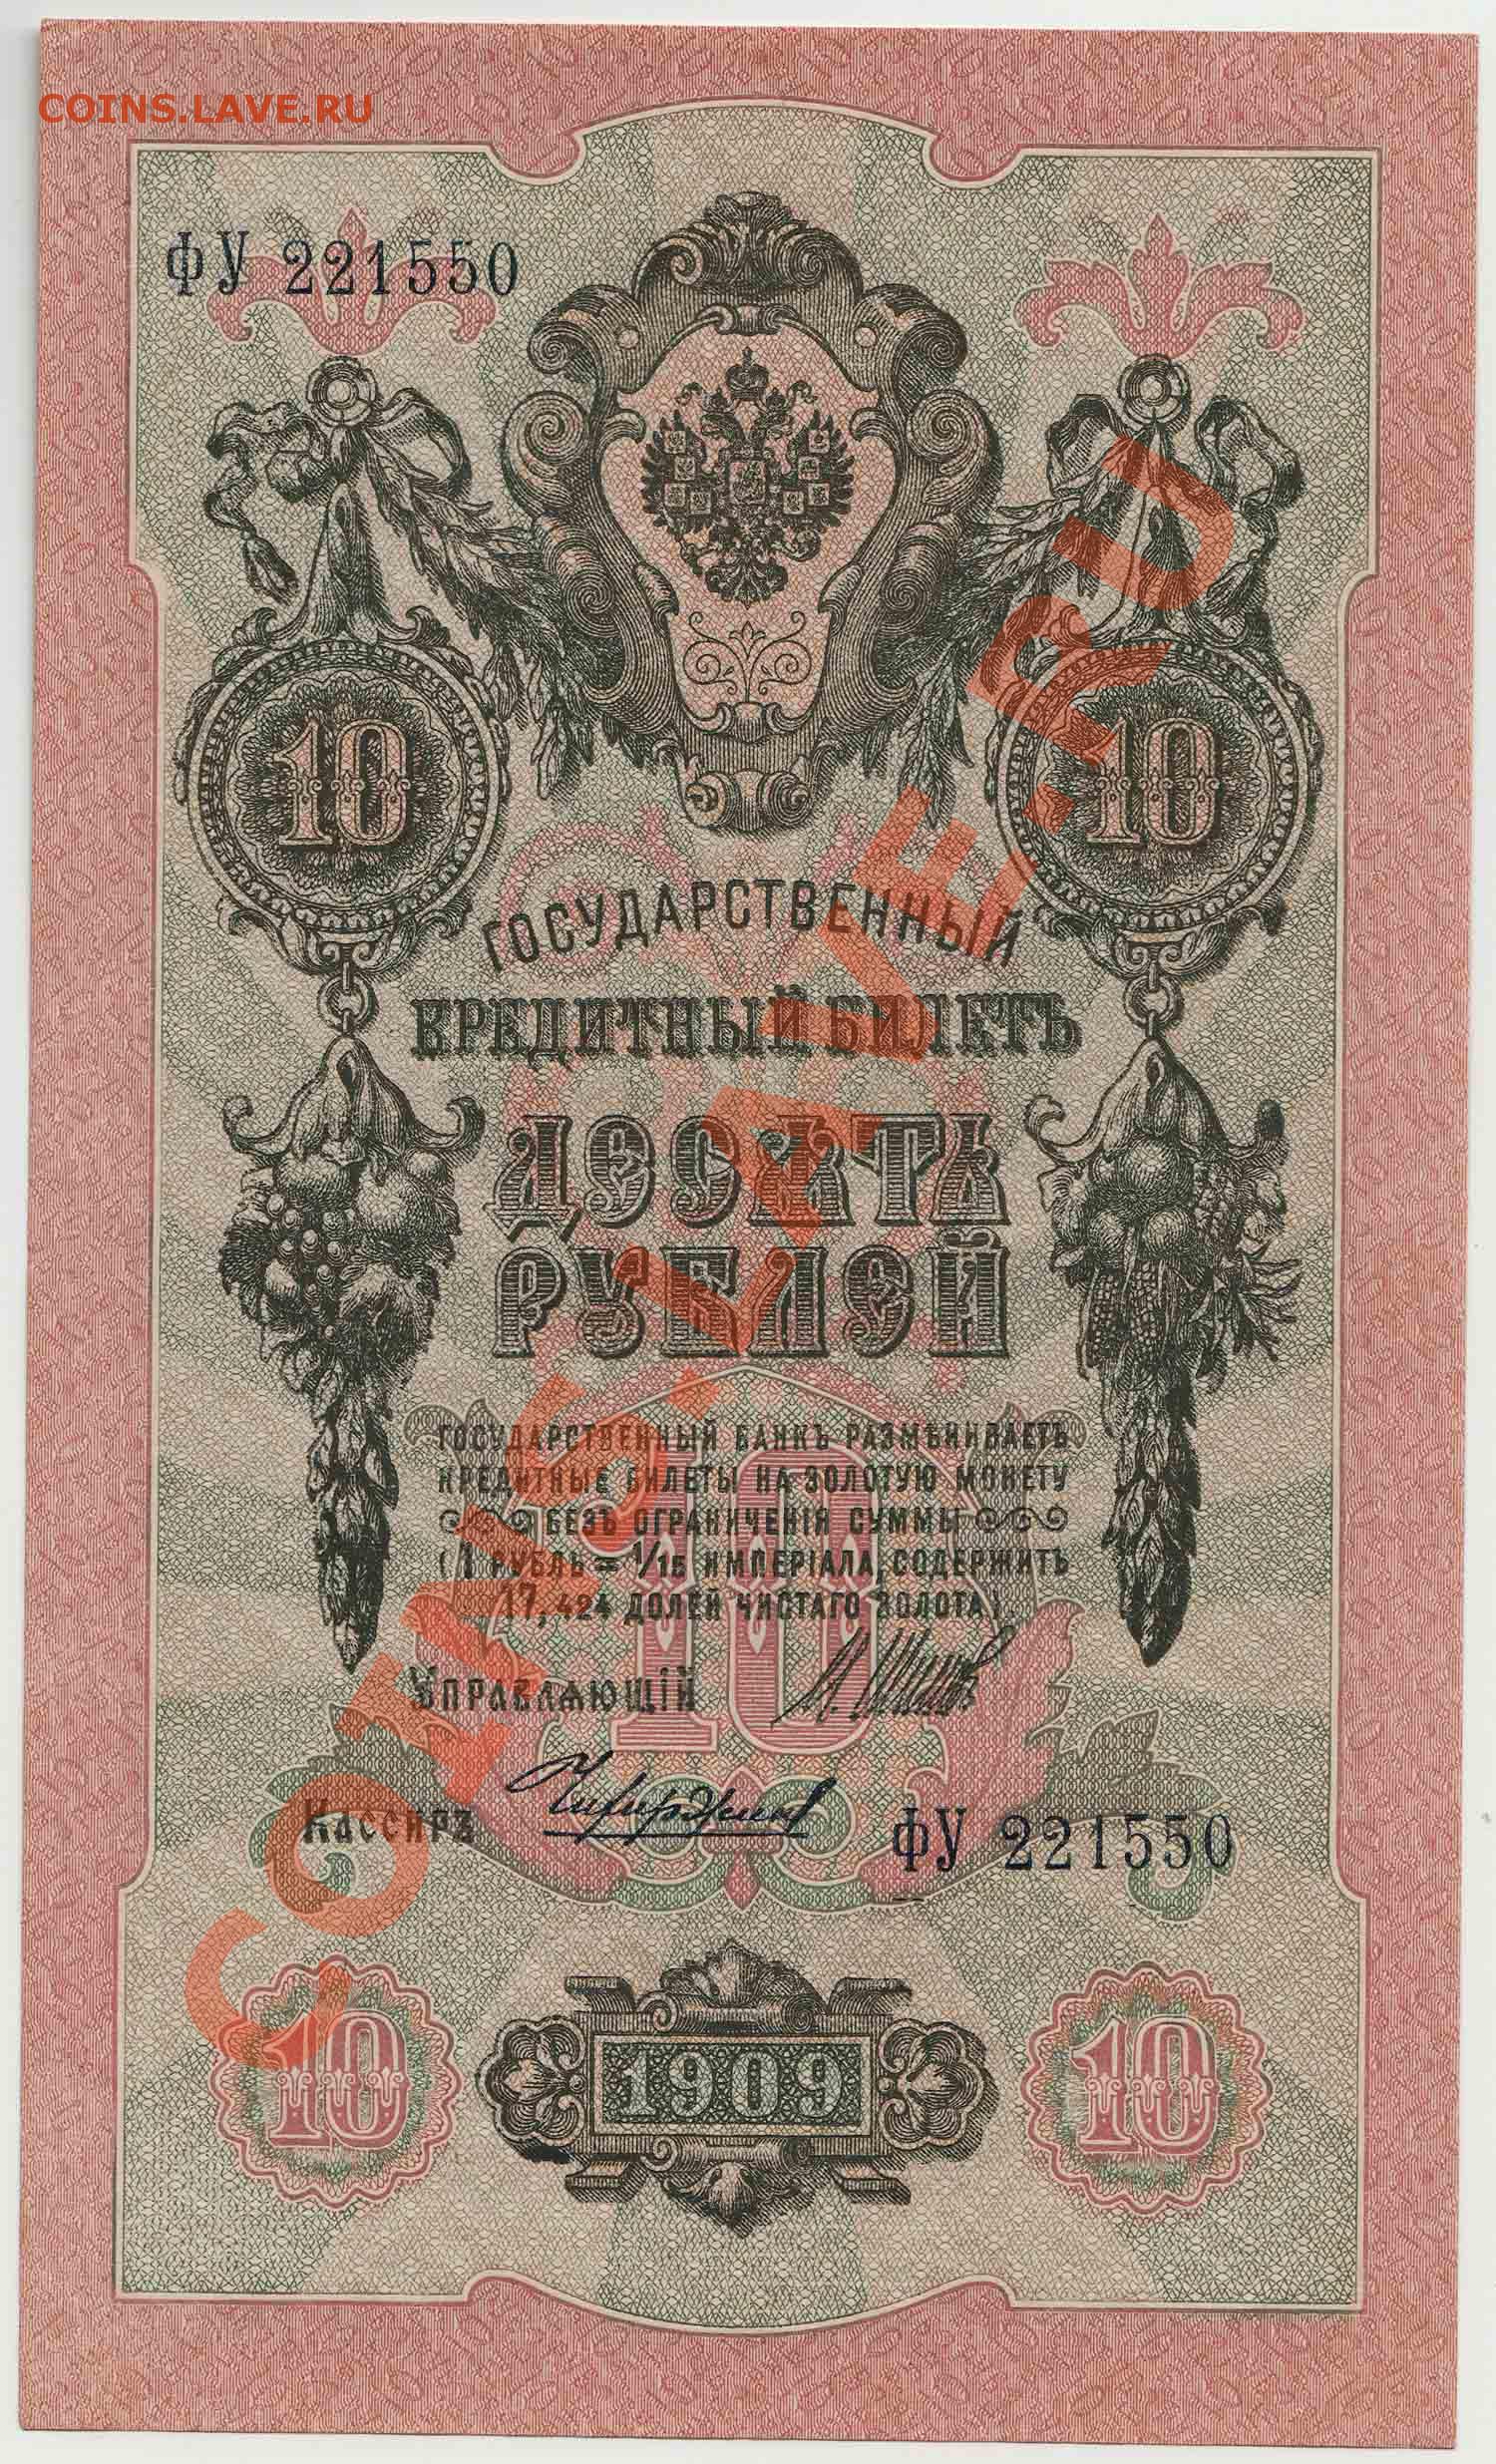 COINS.LAVE.RU
ФУ 221550
10
10
ГОСУДАРСТВЕННЫЙ
КРЕДИТНЫЙ БИЛЕТЪ
ДЕСЯТЬ
РУБЛЕЙ
ГОСУДАРСТВЕННЫЙ БАНКЪ РАЗМѢНИВАЕТЪ
КРЕДИТНЫЕ БИЛЕТЫ НА ЗОЛОТУЮ МОНЕТУ
БЕЗЪ ОГРАНИЧЕНІЯ СУММЫ
(1 РУБЛЬ = 1/15 ИМПЕРІАЛА, СОДЕРЖИТЪ
17,424 ДОЛЕЙ ЧИСТАГО ЗОЛОТА).
10
УПРАВЛЯЮЩІЙ
КАССИРЪ
ФУ 221550
10
1909
10
COINS.LAVE.RU